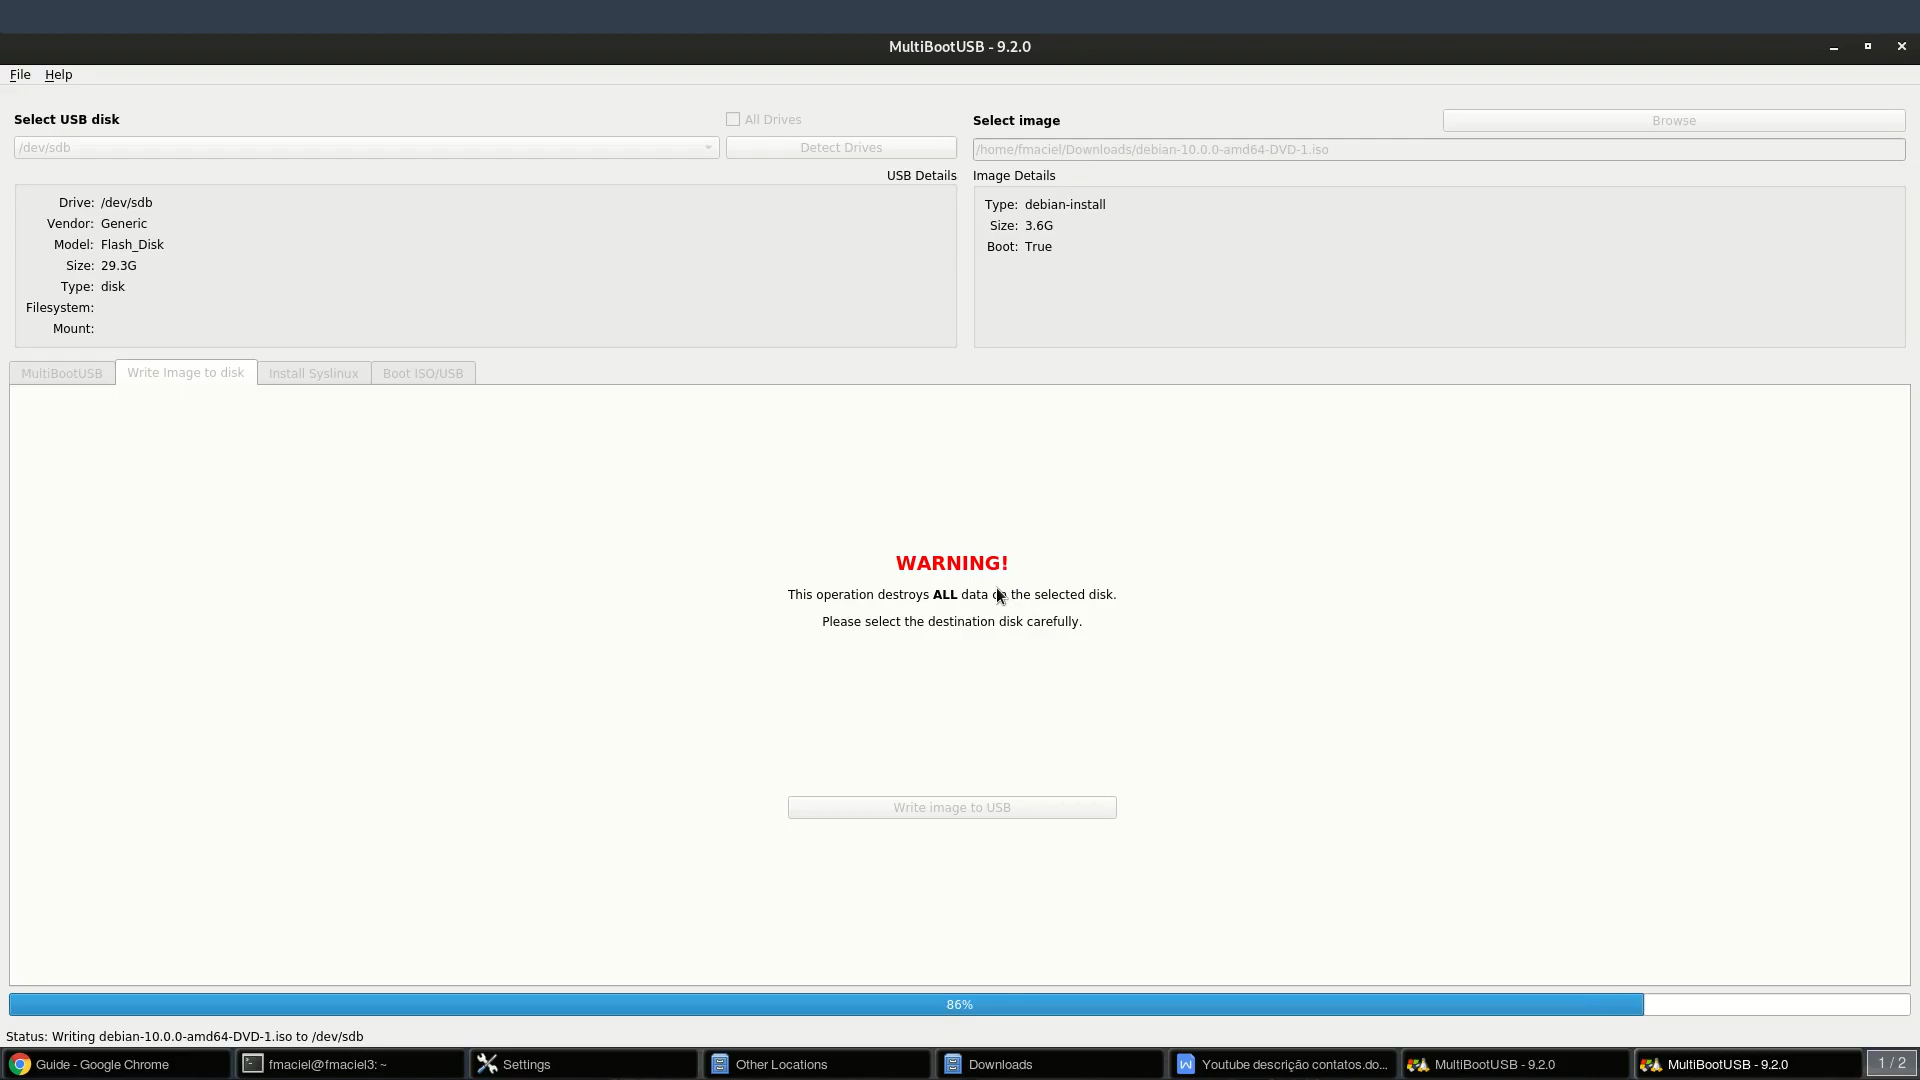 MultiBootUSB - 9.2.0
File Help
Select USB disk
All Drives
/dev/sdb
Detect Drives
USB Details
Drive: /dev/sdb
Vendor: Generic
Model: Flash_Disk
Size: 29.3G
Type: disk
Filesystem:
Mount:
Select image
Browse
/home/fmaciel/Downloads/debian-10.0.0-amd64-DVD-1.iso
Image Details
Type: debian-install
Size: 3.6G
Boot: True
MultiBootUSB Write Image to disk Install Syslinux Boot ISO/USB
WARNING!
This operation destroys ALL data on the selected disk.
Please select the destination disk carefully.
Write image to USB
86%
Status: Writing debian-10.0.0-amd64-DVD-1.iso to /dev/sdb
Guide - Google Chrome fmaciel@fmaciel3: ~ Settings Other Locations Downloads Youtube descrição contatos.do... MultiBootUSB - 9.2.0 MultiBootUSB - 9.2.0 1 / 2